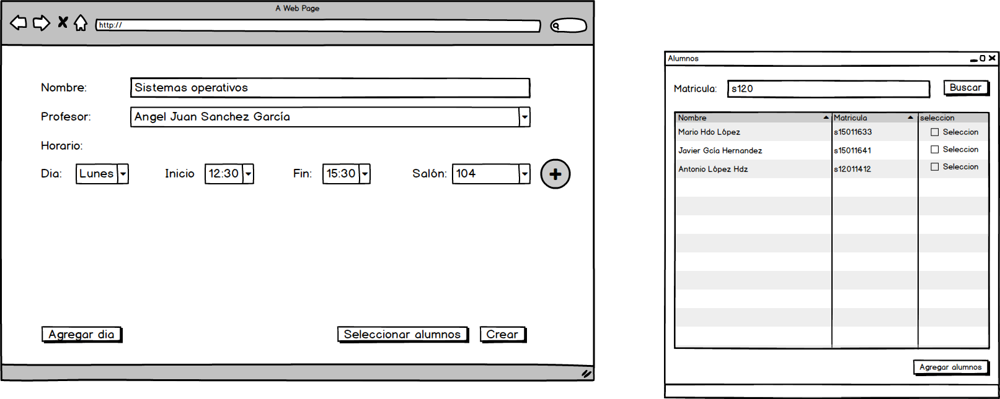 A Web Page
http://
Nombre: Sistemas operativos
Profesor: Angel Juan Sanchez García
Horario:
Dia: Lunes Inicio 12:30 Fin: 15:30 Salón: 104
Agregar dia Seleccionar alumnos Crear
Alumnos
Matricula: s120 Buscar
Nombre Matricula seleccion
Mario Hdo López s15011633 Seleccion
Javier Gcía Hernandez s15011641 Seleccion
Antonio López Hdz s12011412 Seleccion
Agregar alumnos